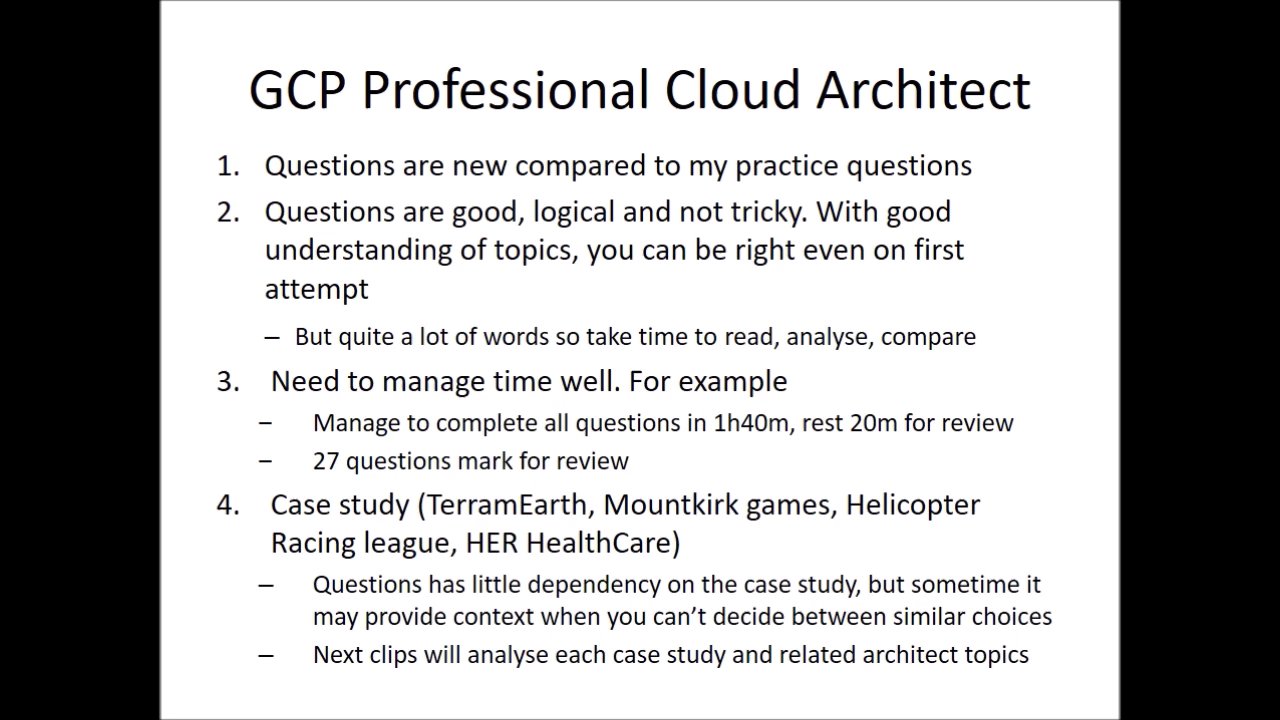 GCP Professional Cloud Architect
1. Questions are new compared to my practice questions
2. Questions are good, logical and not tricky. With good
understanding of topics, you can be right even on first
attempt
– But quite a lot of words so take time to read, analyse, compare
3. Need to manage time well. For example
– Manage to complete all questions in 1h40m, rest 20m for review
– 27 questions mark for review
4. Case study (TerramEarth, Mountkirk games, Helicopter
Racing league, HER HealthCare)
– Questions has little dependency on the case study, but sometime it
may provide context when you can’t decide between similar choices
– Next clips will analyse each case study and related architect topics